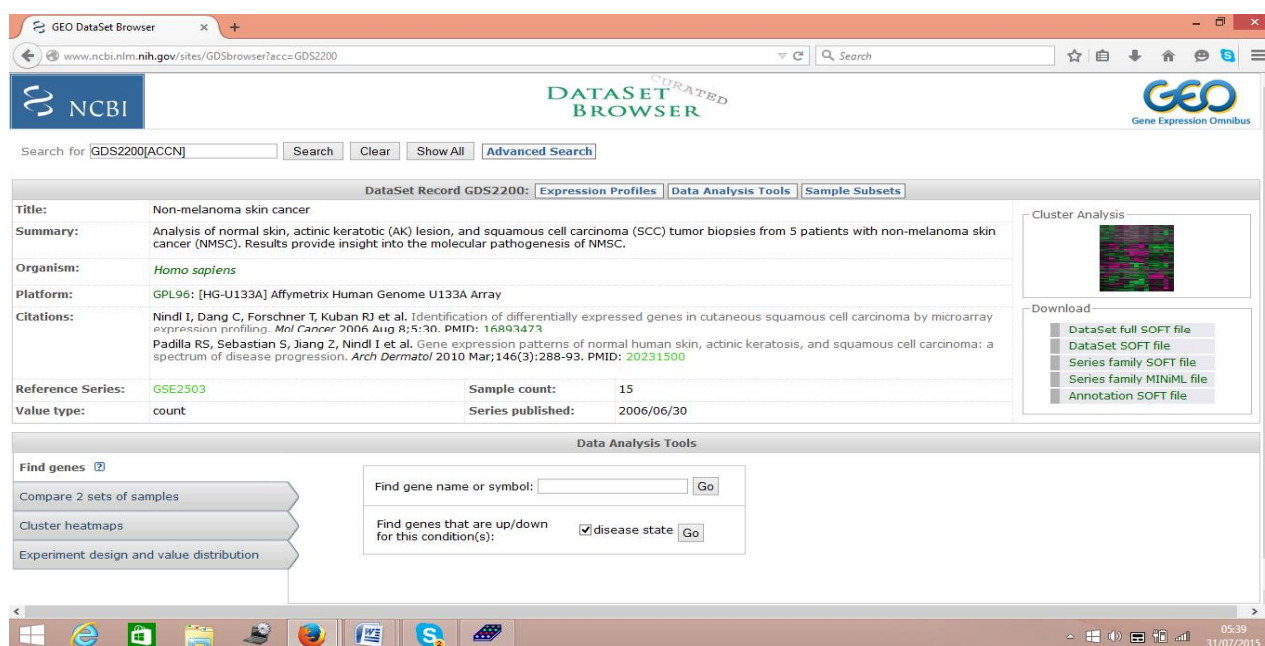 GEO DataSet Browser
www.ncbi.nlm.nih.gov/sites/GDSbrowser?acc=GDS2200
Search
NCBI
DATASET CURATED
BROWSER
GEO
Gene Expression Omnibus
Search for GDS2200[ACCN] Search Clear Show All Advanced Search
DataSet Record GDS2200: Expression Profiles Data Analysis Tools Sample Subsets
Title: Non-melanoma skin cancer
Summary: Analysis of normal skin, actinic keratotic (AK) lesion, and squamous cell carcinoma (SCC) tumor biopsies from 5 patients with non-melanoma skin
cancer (NMSC). Results provide insight into the molecular pathogenesis of NMSC.
Organism: Homo sapiens
Platform: GPL96: [HG-U133A] Affymetrix Human Genome U133A Array
Citations: Nindl I, Dang C, Forschner T, Kuban RJ et al. Identification of differentially expressed genes in cutaneous squamous cell carcinoma by microarray
expression profiling. Mol Cancer 2006 Aug 8;5:30. PMID: 16893473
Padilla RS, Sebastian S, Jiang Z, Nindl I et al. Gene expression patterns of normal human skin, actinic keratosis, and squamous cell carcinoma: a
spectrum of disease progression. Arch Dermatol 2010 Mar;146(3):288-93. PMID: 20231500
Reference Series: GSE2503 Sample count: 15
Value type: count Series published: 2006/06/30
Cluster Analysis
Download
DataSet full SOFT file
DataSet SOFT file
Series family SOFT file
Series family MINiML file
Annotation SOFT file
Data Analysis Tools
Find genes ?
Compare 2 sets of samples
Cluster heatmaps
Experiment design and value distribution
Find gene name or symbol: Go
Find genes that are up/down
for this condition(s): disease state Go
05:39
31/07/2015